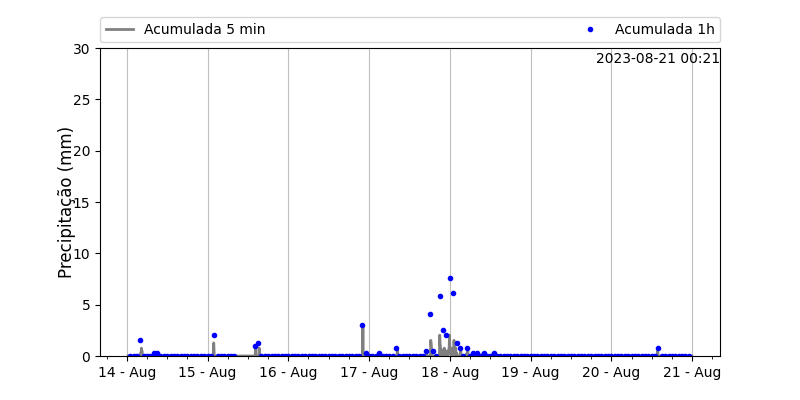 Acumulada 5 min
Acumulada 1h
2023-08-21 00:21
Precipitação (mm)
30
25
20
15
10
5
0
14 - Aug
15 - Aug
16 - Aug
17 - Aug
18 - Aug
19 - Aug
20 - Aug
21 - Aug